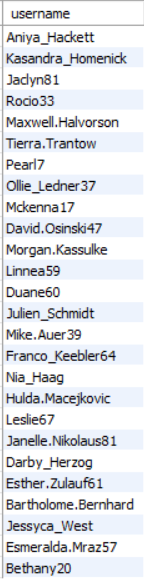 username
Aniya_Hackett
Kasandra_Homenick
Jaclyn81
Rocio33
Maxwell.Halvorson
Tierra.Trantow
Pearl7
Ollie_Ledner37
Mckenna17
David.Osinski47
Morgan.Kassulke
Linnea59
Duane60
Julien_Schmidt
Mike.Auer39
Franco_Keebler64
Nia_Haag
Hulda.Macejkovic
Leslie67
Janelle.Nikolaus81
Darby_Herzog
Esther.Zulauf61
Bartholome.Bernhard
Jessyca_West
Esmeralda.Mraz57
Bethany20